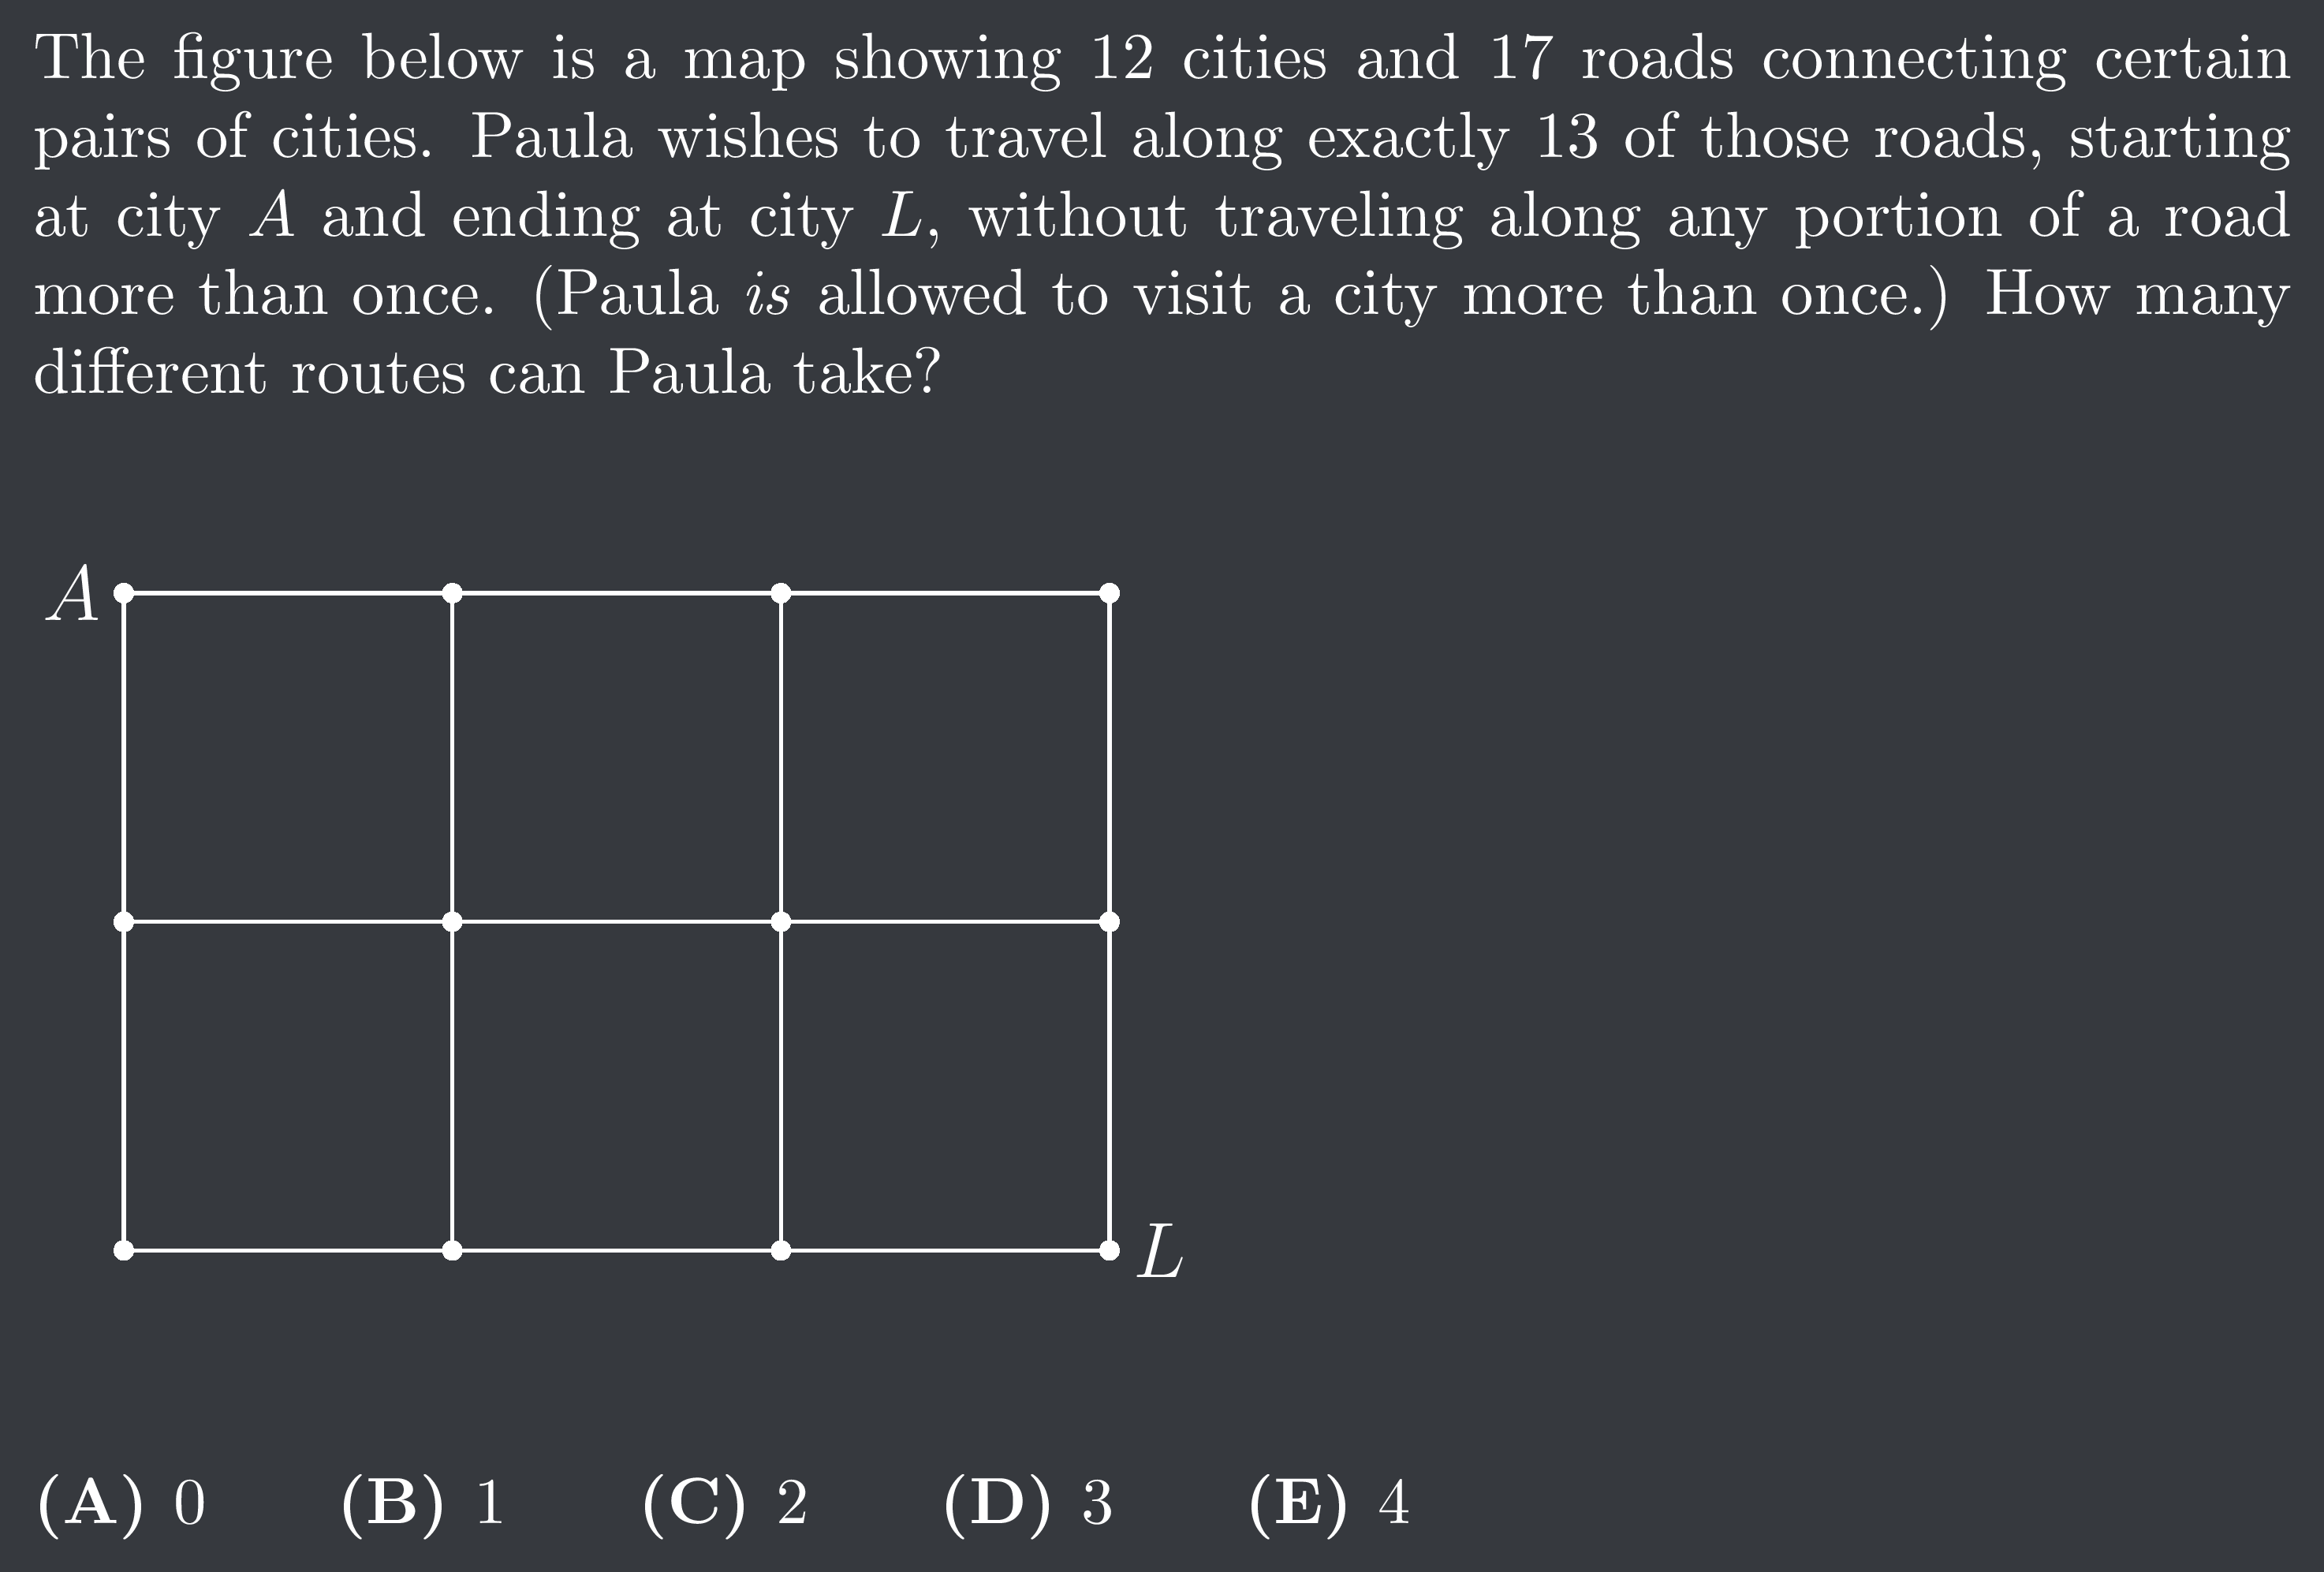 The figure below is a map showing 12 cities and 17 roads connecting certain
pairs of cities. Paula wishes to travel along exactly 13 of those roads, starting
at city A and ending at city L, without traveling along any portion of a road
more than once. (Paula is allowed to visit a city more than once.) How many
different routes can Paula take?
A
L
(A) 0 (B) 1 (C) 2 (D) 3 (E) 4